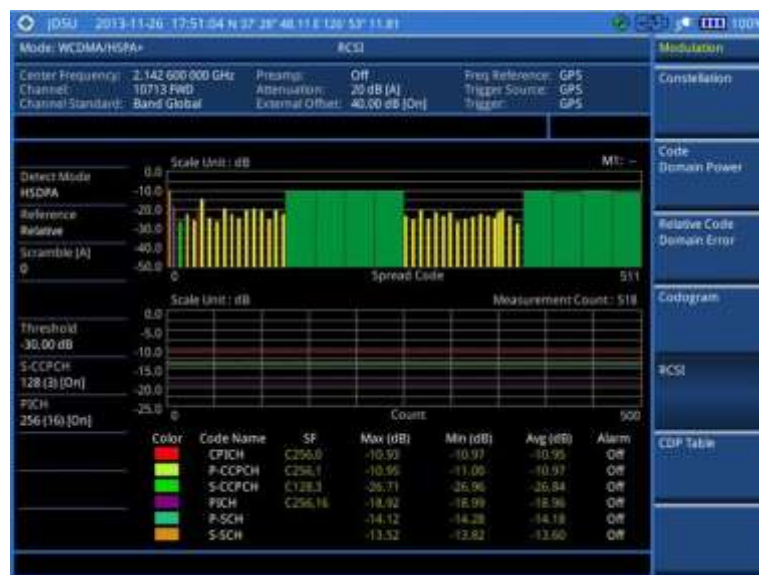 JDSU 2013-11-26 17:51:04 N 37° 28" 48.11 E 126° 53" 11.81 100%
Mode: WCDMA/HSPA+ RCSI
Modulation
Center Frequency: 2.142 600 000 GHz Preamp: Off Freq Reference: GPS
Channel: 10713 FWD Attenuation: 20 dB [A] Trigger Source: GPS
Channel Standard: Band Global External Offset: 40.00 dB [On] Trigger: GPS
Constellation
Code
Domain Power
Relative Code
Domain Error
Codogram
RCSI
CDP Table
Detect Mode
HSDPA
Reference
Relative
Scramble [A]
0
Threshold
-30.00 dB
S-CCPCH
128 (3) [On]
PICH
256 (16) [On]
Scale Unit : dB M1: --
0.0
-10.0
-20.0
-30.0
-40.0
-50.0
0 Spread Code 511
Scale Unit : dB Measurement Count : 518
0.0
-5.0
-10.0
-15.0
-20.0
-25.0
0 Count 500
Color Code Name SF Max (dB) Min (dB) Avg (dB) Alarm
CPICH C256,0 -10.93 -10.97 -10.95 Off
P-CCPCH C256,1 -10.95 -11.00 -10.97 Off
S-CCPCH C128,3 -26.71 -26.96 -26.84 Off
PICH C256,16 -18.92 -18.99 -18.96 Off
P-SCH -14.12 -14.28 -14.18 Off
S-SCH -13.52 -13.82 -13.60 Off